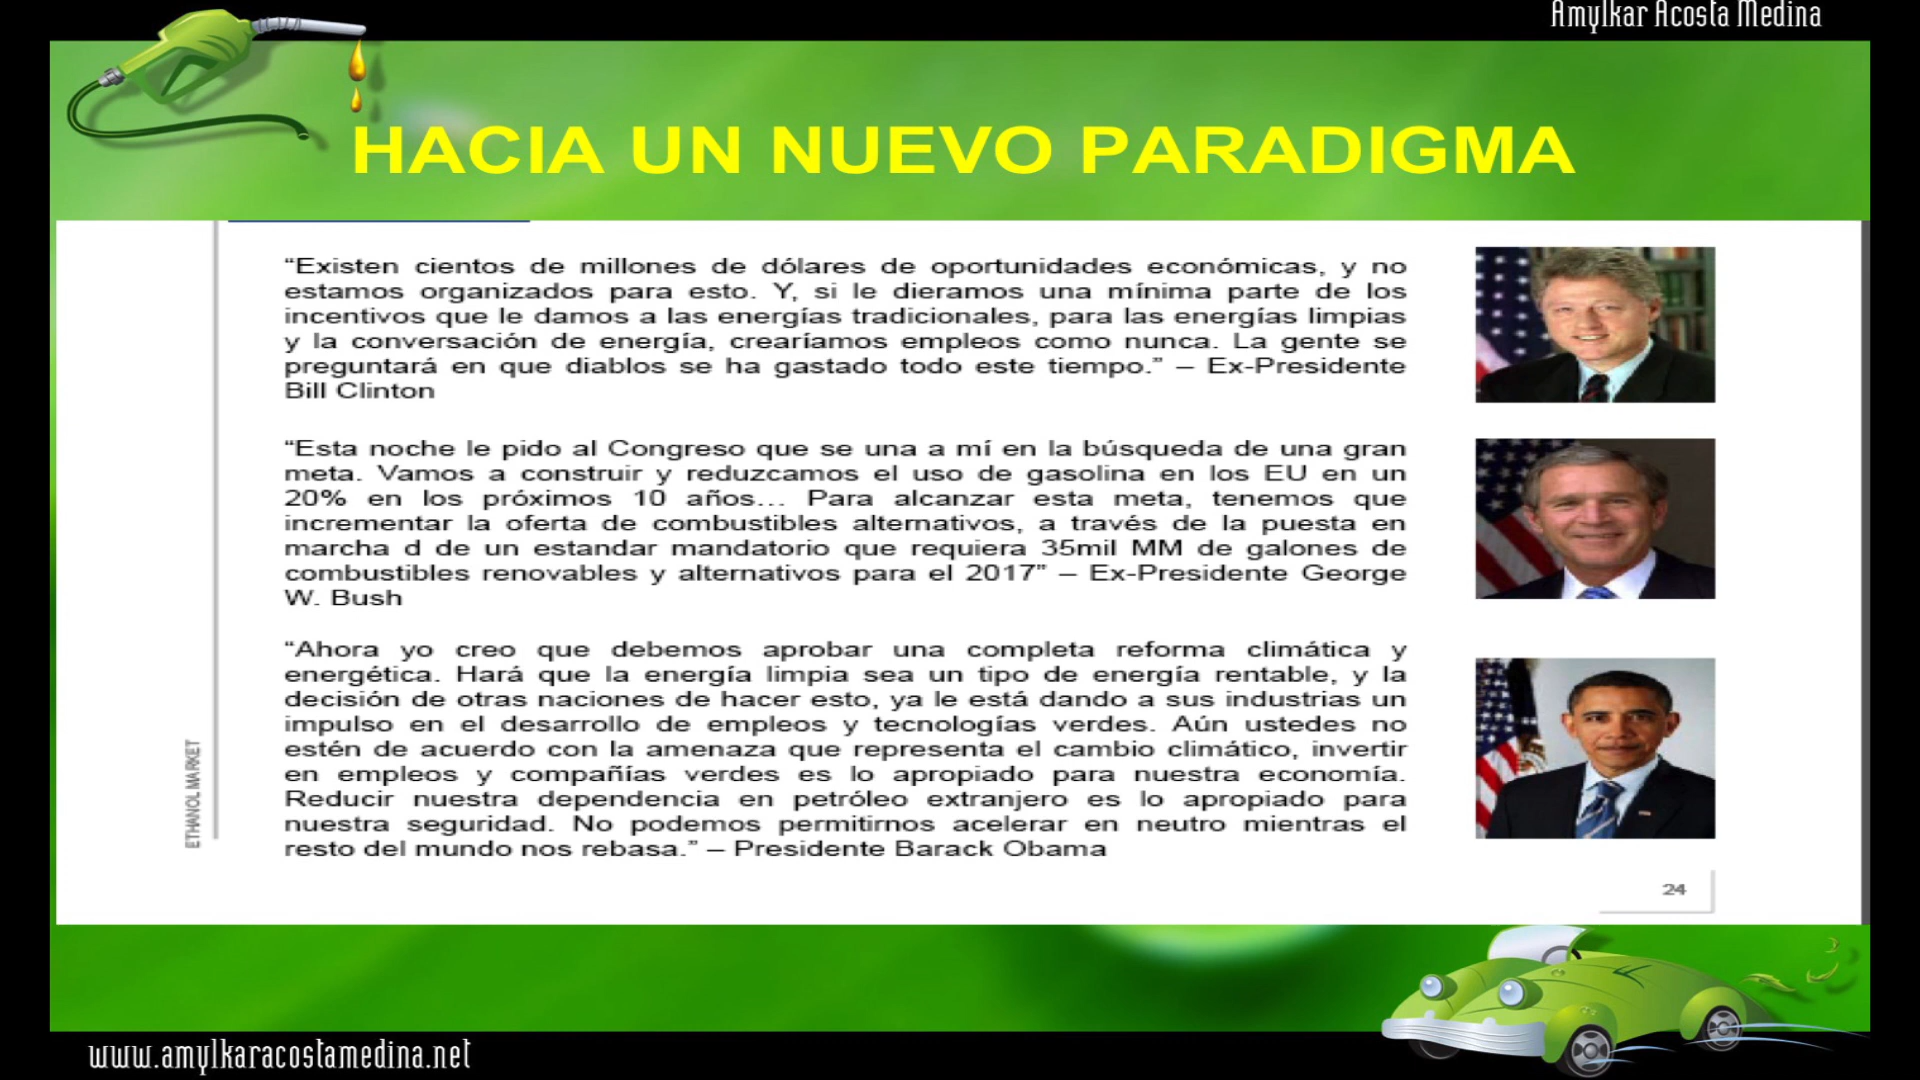 Amylkar Acosta Medina
HACIA UN NUEVO PARADIGMA
“Existen cientos de millones de dólares de oportunidades económicas, y no
estamos organizados para esto. Y, si le dieramos una mínima parte de los
incentivos que le damos a las energías tradicionales, para las energías limpias
y la conversación de energía, crearíamos empleos como nunca. La gente se
preguntará en que diablos se ha gastado todo este tiempo.” – Ex-Presidente
Bill Clinton
“Esta noche le pido al Congreso que se una a mí en la búsqueda de una gran
meta. Vamos a construir y reduzcamos el uso de gasolina en los EU en un
20% en los próximos 10 años... Para alcanzar esta meta, tenemos que
incrementar la oferta de combustibles alternativos, a través de la puesta en
marcha d de un estandar mandatorio que requiera 35mil MM de galones de
combustibles renovables y alternativos para el 2017” – Ex-Presidente George
W. Bush
“Ahora yo creo que debemos aprobar una completa reforma climática y
energética. Hará que la energía limpia sea un tipo de energía rentable, y la
decisión de otras naciones de hacer esto, ya le está dando a sus industrias un
impulso en el desarrollo de empleos y tecnologías verdes. Aún ustedes no
estén de acuerdo con la amenaza que representa el cambio climático, invertir
en empleos y compañías verdes es lo apropiado para nuestra economía.
Reducir nuestra dependencia en petróleo extranjero es lo apropiado para
nuestra seguridad. No podemos permitirnos acelerar en neutro mientras el
resto del mundo nos rebasa.” – Presidente Barack Obama
ETHANOL MARKET
24
www.amylkaracostamedina.net